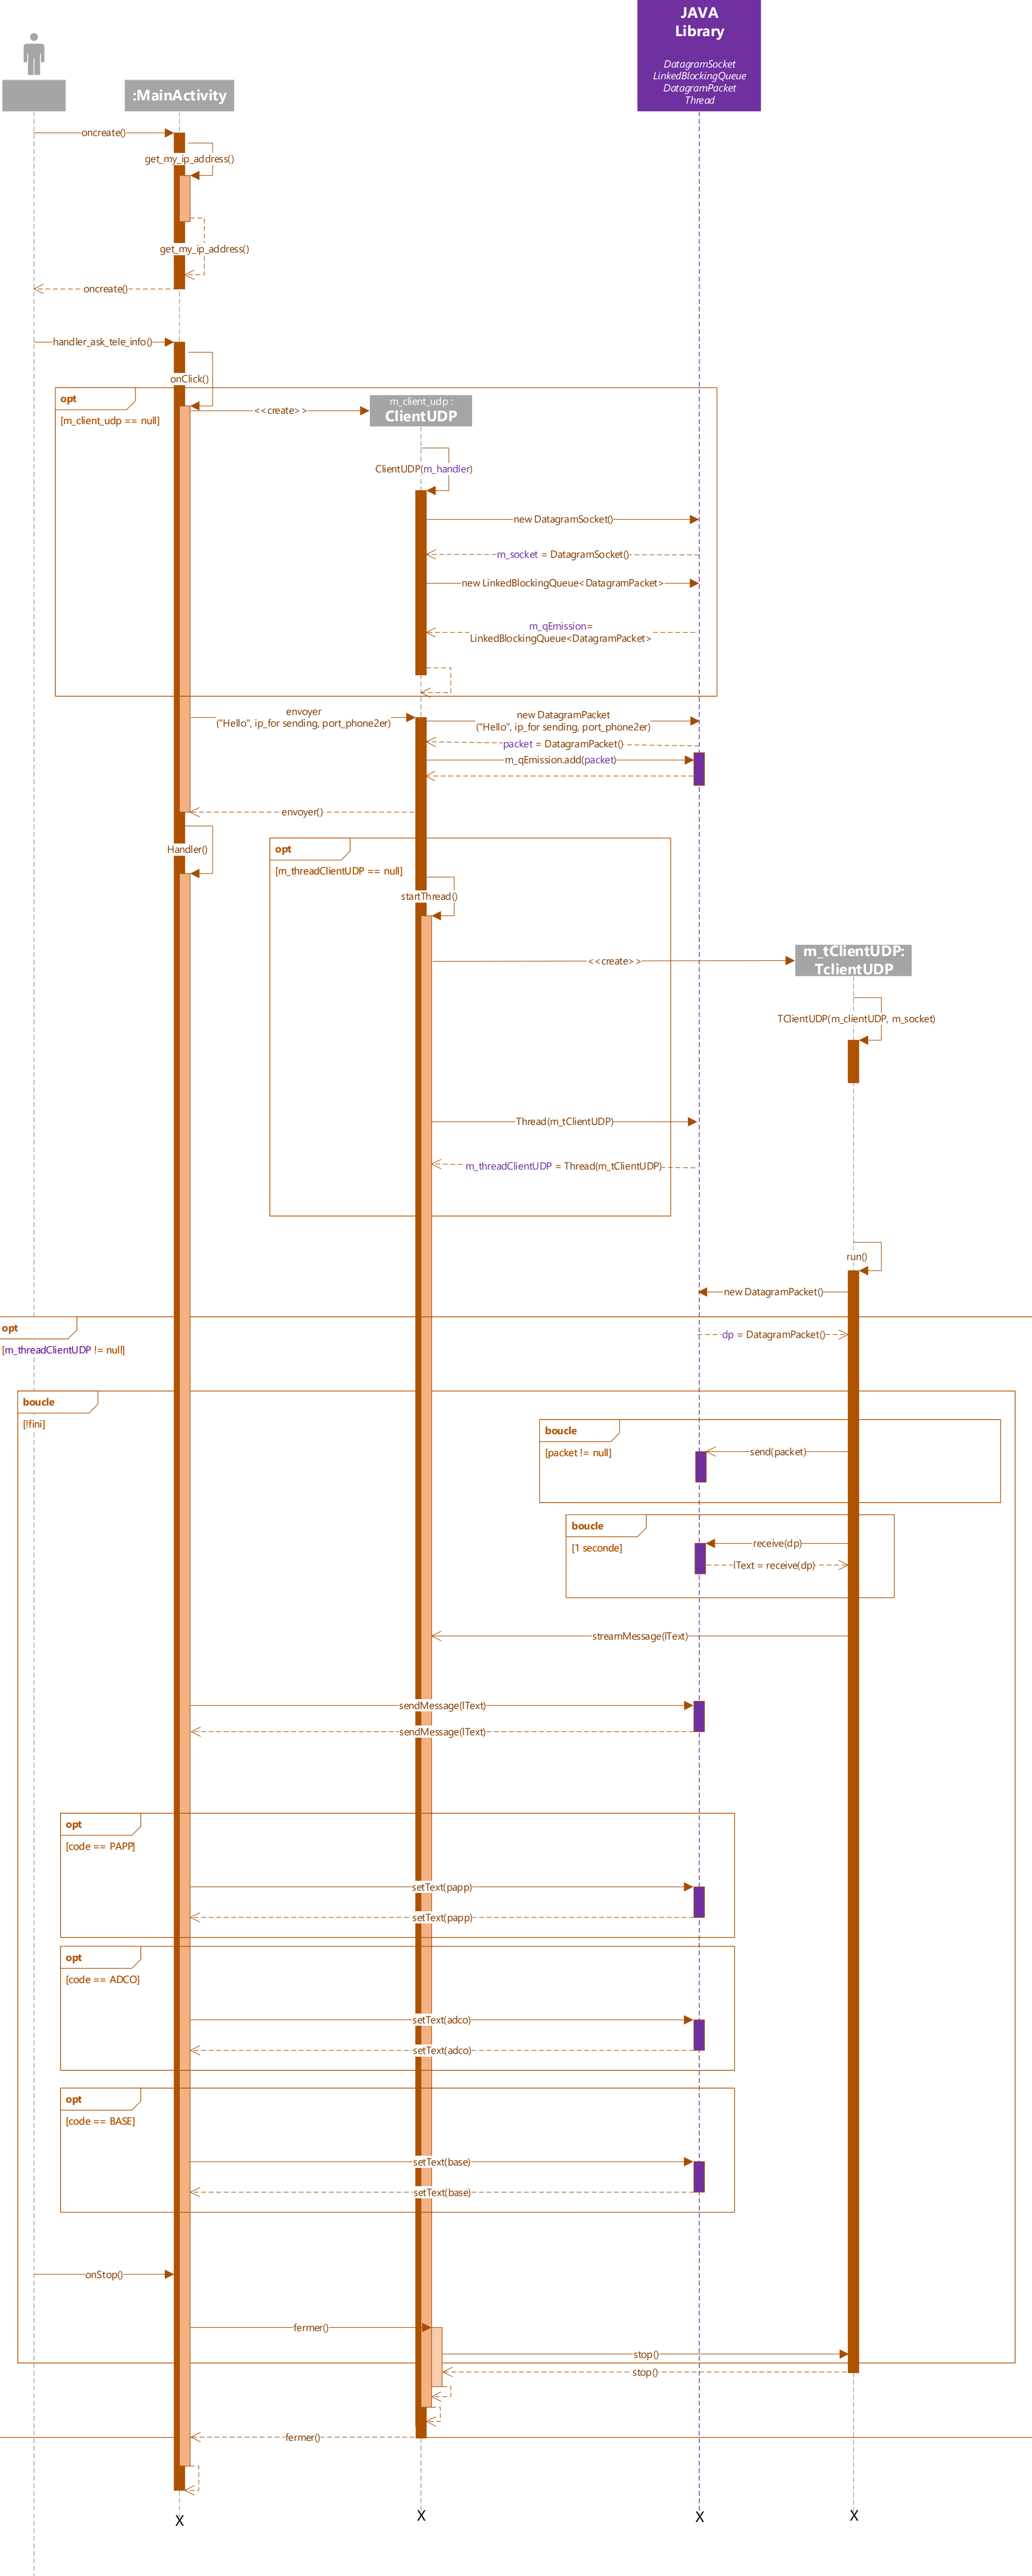 JAVA
Library
DatagramSocket
LinkedBlockingQueue
DatagramPacket
Thread
:MainActivity
oncreate()
get_my_ip_address()
get_my_ip_address()
oncreate()
handler_ask_tele_info()
onClick()
opt
[m_client_udp == null]
<<create>>
m_client_udp :
ClientUDP
ClientUDP(m_handler)
new DatagramSocket()
m_socket = DatagramSocket()
new LinkedBlockingQueue<DatagramPacket>
m_qEmission=
LinkedBlockingQueue<DatagramPacket>
envoyer
("Hello", ip_for sending, port_phone2er)
new DatagramPacket
("Hello", ip_for sending, port_phone2er)
packet = DatagramPacket()
m_qEmission.add(packet)
envoyer()
Handler()
opt
[m_threadClientUDP == null]
startThread()
<<create>>
m_tClientUDP:
TclientUDP
TClientUDP(m_clientUDP, m_socket)
Thread(m_tClientUDP)
m_threadClientUDP = Thread(m_tClientUDP)
run()
new DatagramPacket()
opt
[m_threadClientUDP != null]
dp = DatagramPacket()
boucle
[!fini]
boucle
[packet != null]
send(packet)
boucle
[1 seconde]
receive(dp)
lText = receive(dp)
streamMessage(lText)
sendMessage(lText)
sendMessage(lText)
opt
[code == PAPP]
setText(papp)
setText(papp)
opt
[code == ADCO]
setText(adco)
setText(adco)
opt
[code == BASE]
setText(base)
setText(base)
onStop()
fermer()
stop()
stop()
fermer()
X
X
X
X